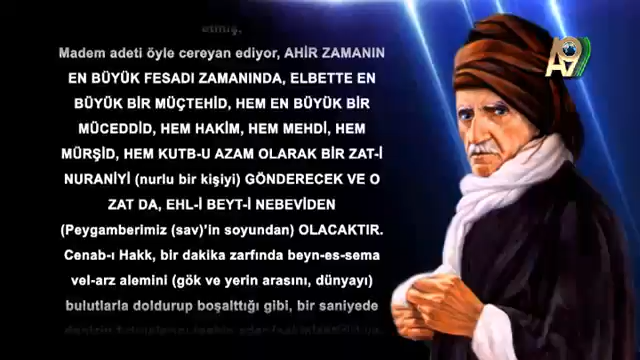 etmiş,
Madem adeti öyle cereyan ediyor, AHİR ZAMANIN
EN BÜYÜK FESADI ZAMANINDA, ELBETTE EN
BÜYÜK BİR MÜÇTEHİD, HEM EN BÜYÜK BİR
MÜCEDDİD, HEM HAKİM, HEM MEHDİ, HEM
MÜRŞİD, HEM KUTB-U AZAM OLARAK BİR ZAT-İ
NURANİYİ (nurlu bir kişiyi) GÖNDERECEK VE O
ZAT DA, EHL-İ BEYT-İ NEBEVİDEN
(Peygamberimiz (sav)'in soyundan) OLACAKTIR.
Cenab-ı Hakk, bir dakika zarfında beyn-es-sema
vel-arz alemini (gök ve yerin arasını, dünyayı)
bulutlarla doldurup boşalttığı gibi, bir saniyede
A9